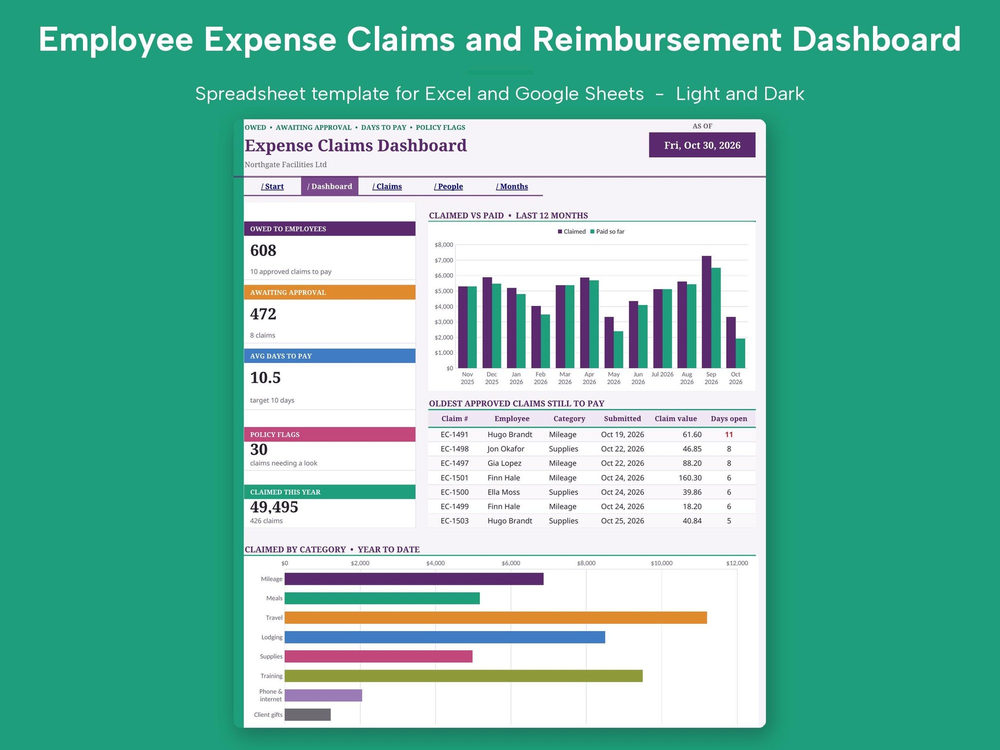 Employee Expense Claims and Reimbursement Dashboard
Spreadsheet template for Excel and Google Sheets – Light and Dark
OWED • AWAITING APPROVAL • DAYS TO PAY • POLICY FLAGS
AS OF
Expense Claims Dashboard
Fri, Oct 30, 2026
Northgate Facilities Ltd
/ Start / Dashboard / Claims / People / Months
OWED TO EMPLOYEES
608
10 approved claims to pay
AWAITING APPROVAL
472
8 claims
AVG DAYS TO PAY
10.5
target 10 days
POLICY FLAGS
30
claims needing a look
CLAIMED THIS YEAR
49,495
426 claims
CLAIMED VS PAID • LAST 12 MONTHS
Claimed Paid so far
$8,000
$7,000
$6,000
$5,000
$4,000
$3,000
$2,000
$1,000
$0
Nov 2025 Dec 2025 Jan 2026 Feb 2026 Mar 2026 Apr 2026 May 2026 Jun 2026 Jul 2026 Aug 2026 Sep 2026 Oct 2026
OLDEST APPROVED CLAIMS STILL TO PAY
Claim # Employee Category Submitted Claim value Days open
EC-1491 Hugo Brandt Mileage Oct 19, 2026 61.60 11
EC-1498 Jon Okafor Supplies Oct 22, 2026 46.85 8
EC-1497 Gia Lopez Mileage Oct 22, 2026 88.20 8
EC-1501 Finn Hale Mileage Oct 24, 2026 160.30 6
EC-1500 Ella Moss Supplies Oct 24, 2026 39.86 6
EC-1499 Finn Hale Mileage Oct 24, 2026 18.20 6
EC-1503 Hugo Brandt Supplies Oct 25, 2026 40.84 5
CLAIMED BY CATEGORY • YEAR TO DATE
$0 $2,000 $4,000 $6,000 $8,000 $10,000 $12,000
Mileage
Meals
Travel
Lodging
Supplies
Training
Phone &
internet
Client gifts